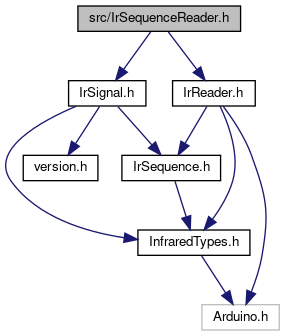 src/IrSequenceReader.h
IrSignal.h
IrReader.h
version.h
IrSequence.h
InfraredTypes.h
Arduino.h